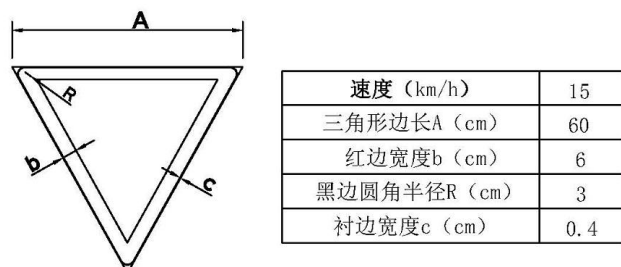 A
R
b
c
速度（km/h） 15
三角形边长A（cm） 60
红边宽度b（cm） 6
黑边圆角半径R（cm） 3
衬边宽度c（cm） 0.4